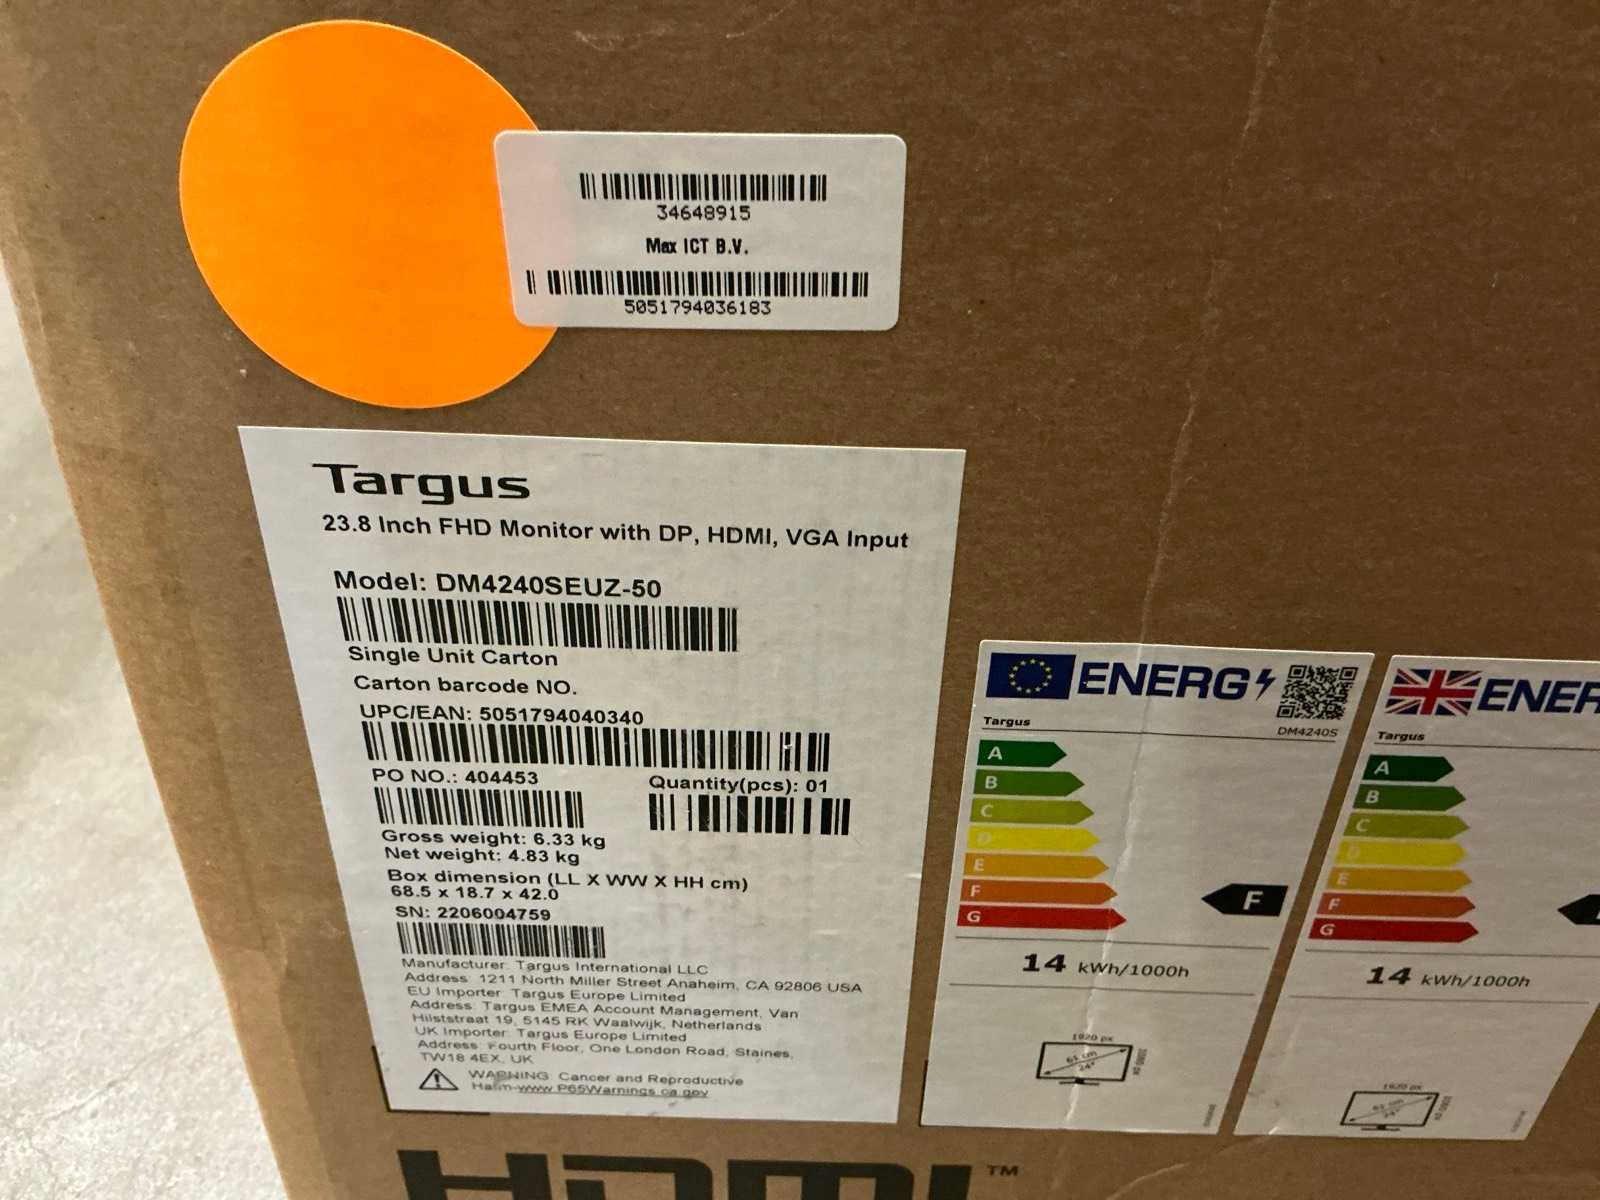 34648915
Max ICT B.V.
5051794036183
Targus
23.8 Inch FHD Monitor with DP, HDMI, VGA Input
Model: DM4240SEUZ-50
Single Unit Carton
Carton barcode NO.
UPC/EAN: 5051794040340
PO NO.: 404453
Quantity(pcs): 01
Gross weight: 6.33 kg
Net weight: 4.83 kg
Box dimension (LL X WW X HH cm)
68.5 x 18.7 x 42.0
SN: 2206004759
Manufacturer: Targus International LLC
Address: 1211 North Miller Street Anaheim, CA 92806 USA
EU Importer: Targus Europe Limited
Address: Targus EMEA Account Management, Van
Hilststraat 19, 5145 RK Waalwijk, Netherlands
UK Importer: Targus Europe Limited
Address: Fourth Floor, One London Road, Staines,
TW18 4EX, UK
WARNING: Cancer and Reproductive
Harm-www.P65Warnings.ca.gov
ENERG
Targus
DM4240S
A
B
C
D
E
F
G
F
14 kWh/1000h
1920 px
61 cm
24"
1080 px
ENER
Targus
A
B
C
D
E
F
G
14 kWh/1000h
1920 px
HDMI™